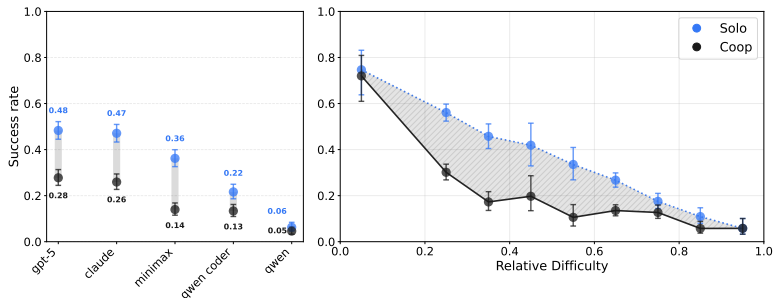 Success rate
1.0
0.8
0.6
0.4
0.2
0.0
0.48
0.47
0.36
0.22
0.06
0.28
0.26
0.14
0.13
0.05
gpt-5
claude
minimax
qwen coder
qwen
1.0
0.8
0.6
0.4
0.2
0.0
Solo
Coop
0.0 0.2 0.4 0.6 0.8 1.0
Relative Difficulty